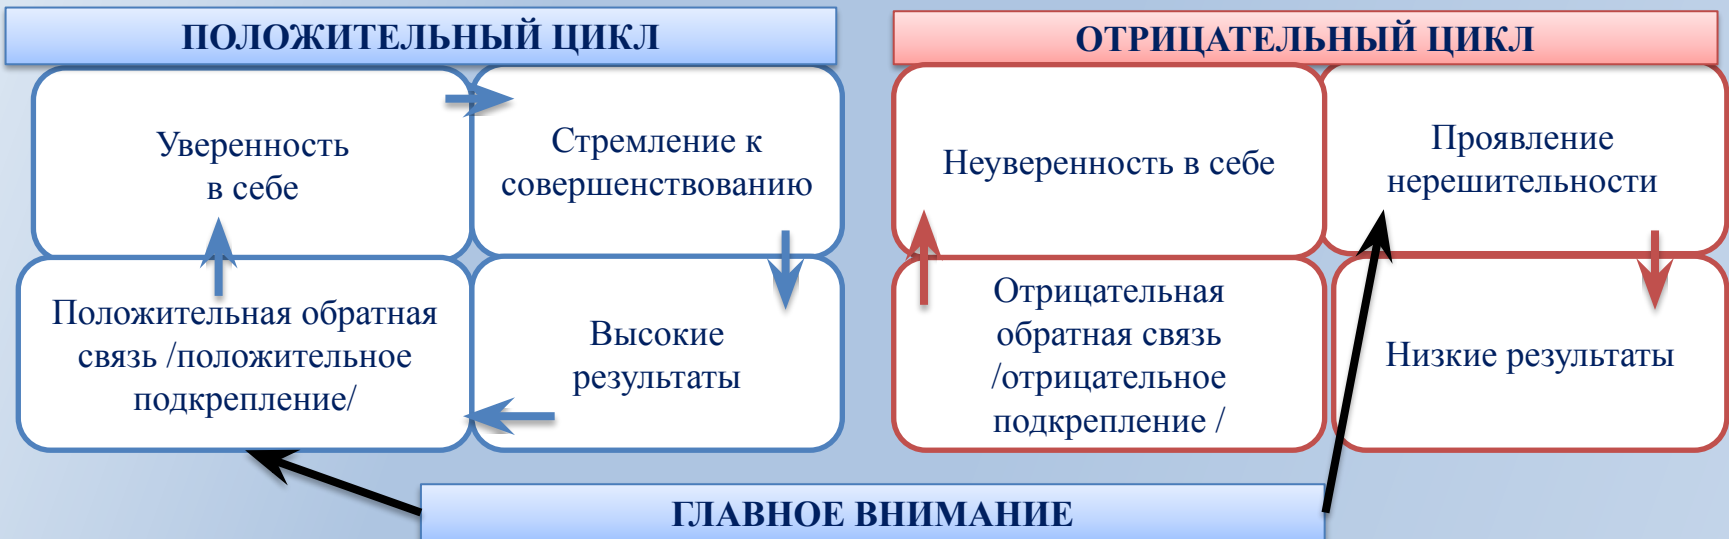 ПОЛОЖИТЕЛЬНЫЙ ЦИКЛ
Уверенность
в себе
Стремление к
совершенствованию
Положительная обратная
связь /положительное
подкрепление/
Высокие
результаты
ОТРИЦАТЕЛЬНЫЙ ЦИКЛ
Неуверенность в себе
Проявление
нерешительности
Отрицательная
обратная связь
/отрицательное
подкрепление /
Низкие результаты
ГЛАВНОЕ ВНИМАНИЕ